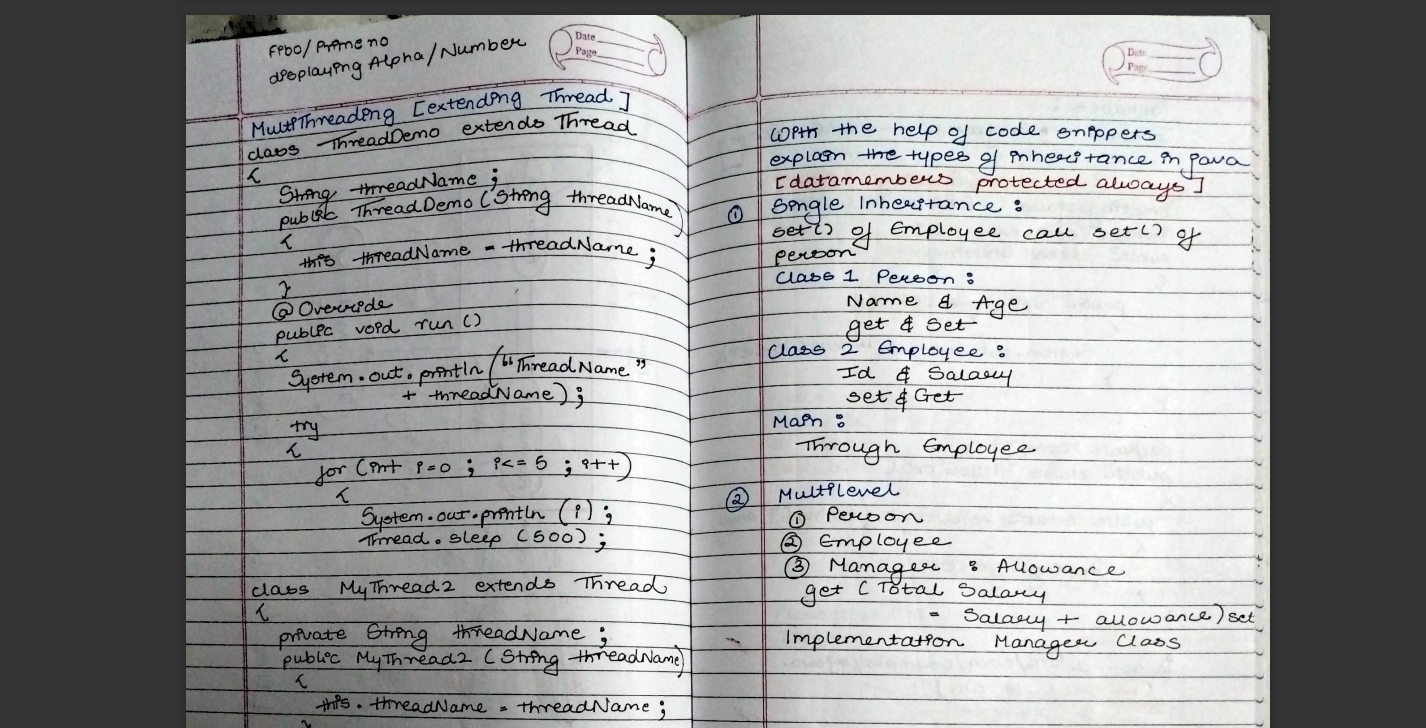 Fibo/Prime no
displaying Alpha/Number
Date
Page
MultiThreading [extending Thread]
class ThreadDemo extends Thread
{
String threadName ;
public ThreadDemo (String threadName)
{
this threadName = threadName ;
}
@Override
public void run ()
{
System.out.println ("ThreadName"
+ threadName) ;
try
{
for (int i=0 ; i<= 5 ; i++)
{
System.out.println (i) ;
Thread.sleep (500) ;
class MyThread2 extends Thread
{
private String threadName ;
public MyThread2 (String threadName)
{
this. threadName = threadName ;
}
Date
Page
With the help of code snippers
explain the types of inheritance in java
[datamembers protected always]
① Single Inheritance :
set() of Employee call set() of
person
Class 1 Person :
Name & Age
get & Set
Class 2 Employee :
Id & Salary
set & Get
Main :
Through Employee
② Multilevel
① Person
② Employee
③ Manager : Allowance
get (Total Salary
= Salary + allowance) set
Implementation Manager Class